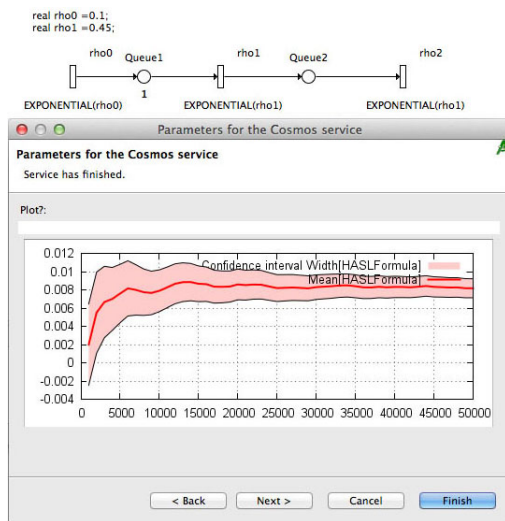 real rho0 =0.1;
real rho1 =0.45;
rho0 Queue1 rho1 Queue2 rho2
1
EXPONENTIAL(rho0) EXPONENTIAL(rho1) EXPONENTIAL(rho1)
Parameters for the Cosmos service
Parameters for the Cosmos service
Service has finished.
Plot?:
0.012
0.01
0.008
0.006
0.004
0.002
0
-0.002
-0.004
Confidence interval Width[HASLFormula]
Mean[HASLFormula]
0 5000 10000 15000 20000 25000 30000 35000 40000 45000 50000
< Back Next > Cancel Finish